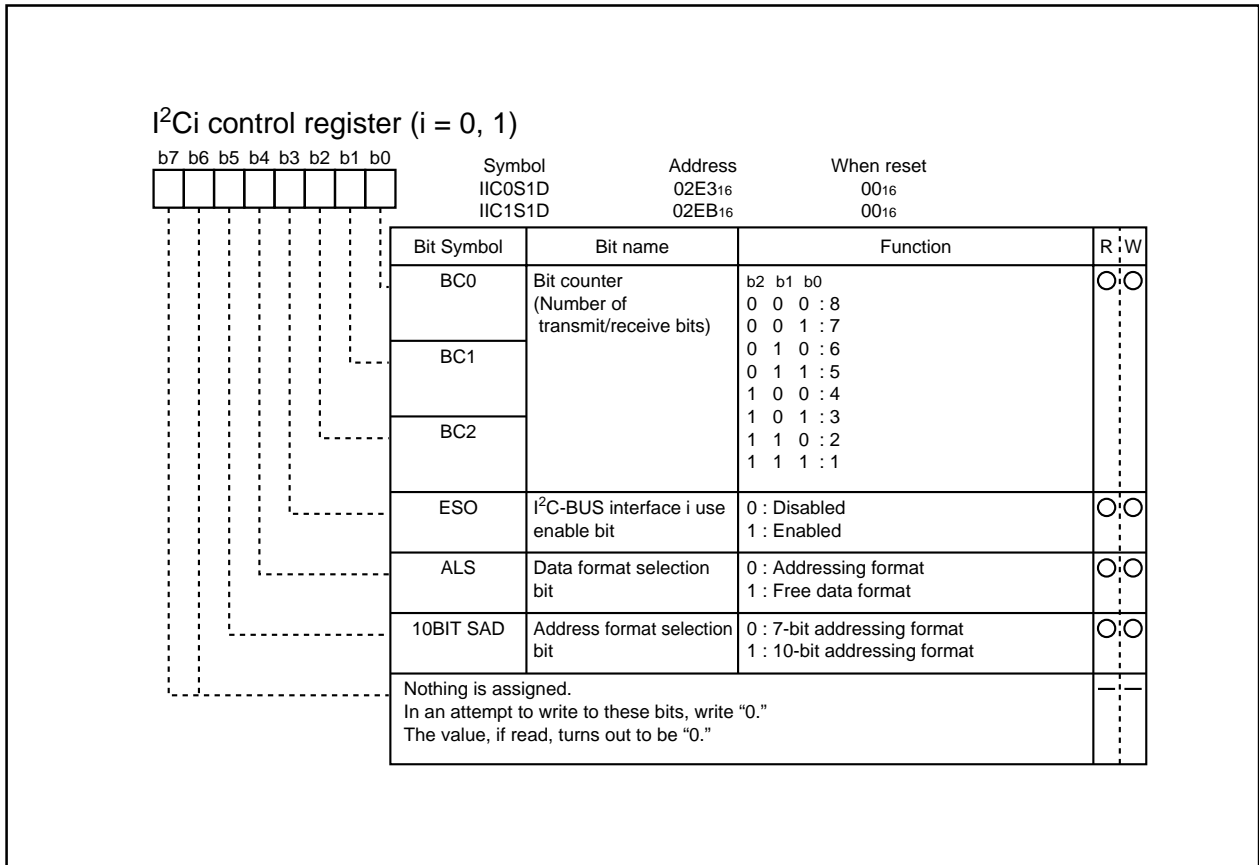 I²Ci control register (i = 0, 1)
b7 b6 b5 b4 b3 b2 b1 b0
Symbol Address When reset
IIC0S1D 02E3₁₆ 00₁₆
IIC1S1D 02EB₁₆ 00₁₆
Bit Symbol Bit name Function R W
BC0
BC1
BC2
Bit counter
(Number of
transmit/receive bits)
b2 b1 b0
0 0 0 : 8
0 0 1 : 7
0 1 0 : 6
0 1 1 : 5
1 0 0 : 4
1 0 1 : 3
1 1 0 : 2
1 1 1 : 1
ESO
I²C-BUS interface i use
enable bit
0 : Disabled
1 : Enabled
ALS
Data format selection
bit
0 : Addressing format
1 : Free data format
10BIT SAD
Address format selection
bit
0 : 7-bit addressing format
1 : 10-bit addressing format
Nothing is assigned.
In an attempt to write to these bits, write “0.”
The value, if read, turns out to be “0.”